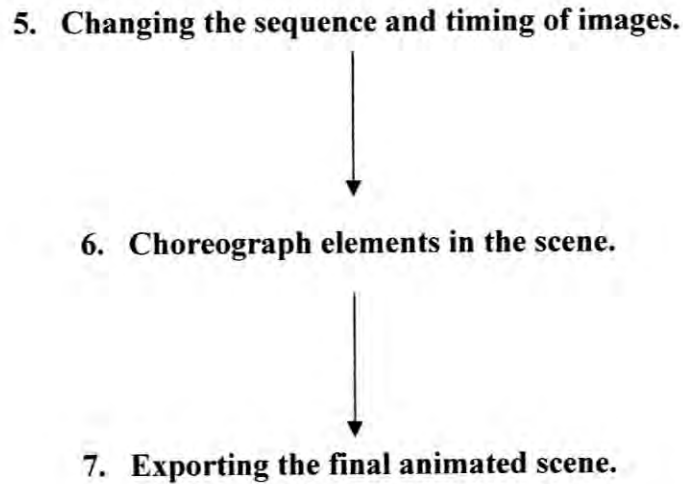 5. Changing the sequence and timing of images.
6. Choreograph elements in the scene.
7. Exporting the final animated scene.